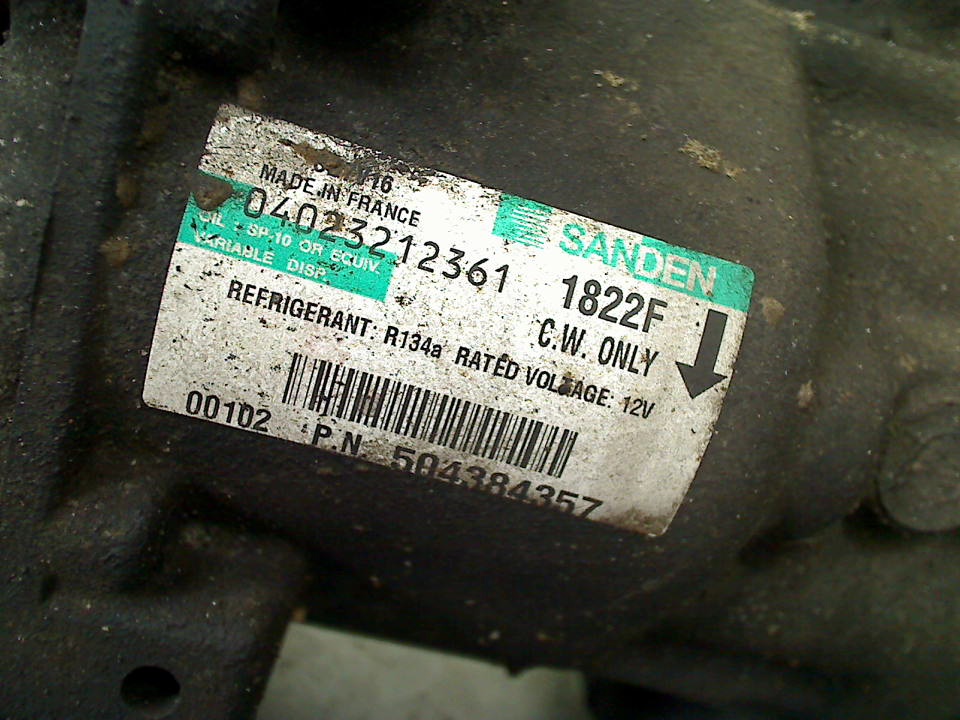 MADE IN FRANCE
04023212361
OIL : SP.10 OR EQUIV.
VARIABLE DISP.
SANDEN
1822F
C.W. ONLY
REFRIGERANT: R134a RATED VOLTAGE: 12V
00102 P.N 504384357